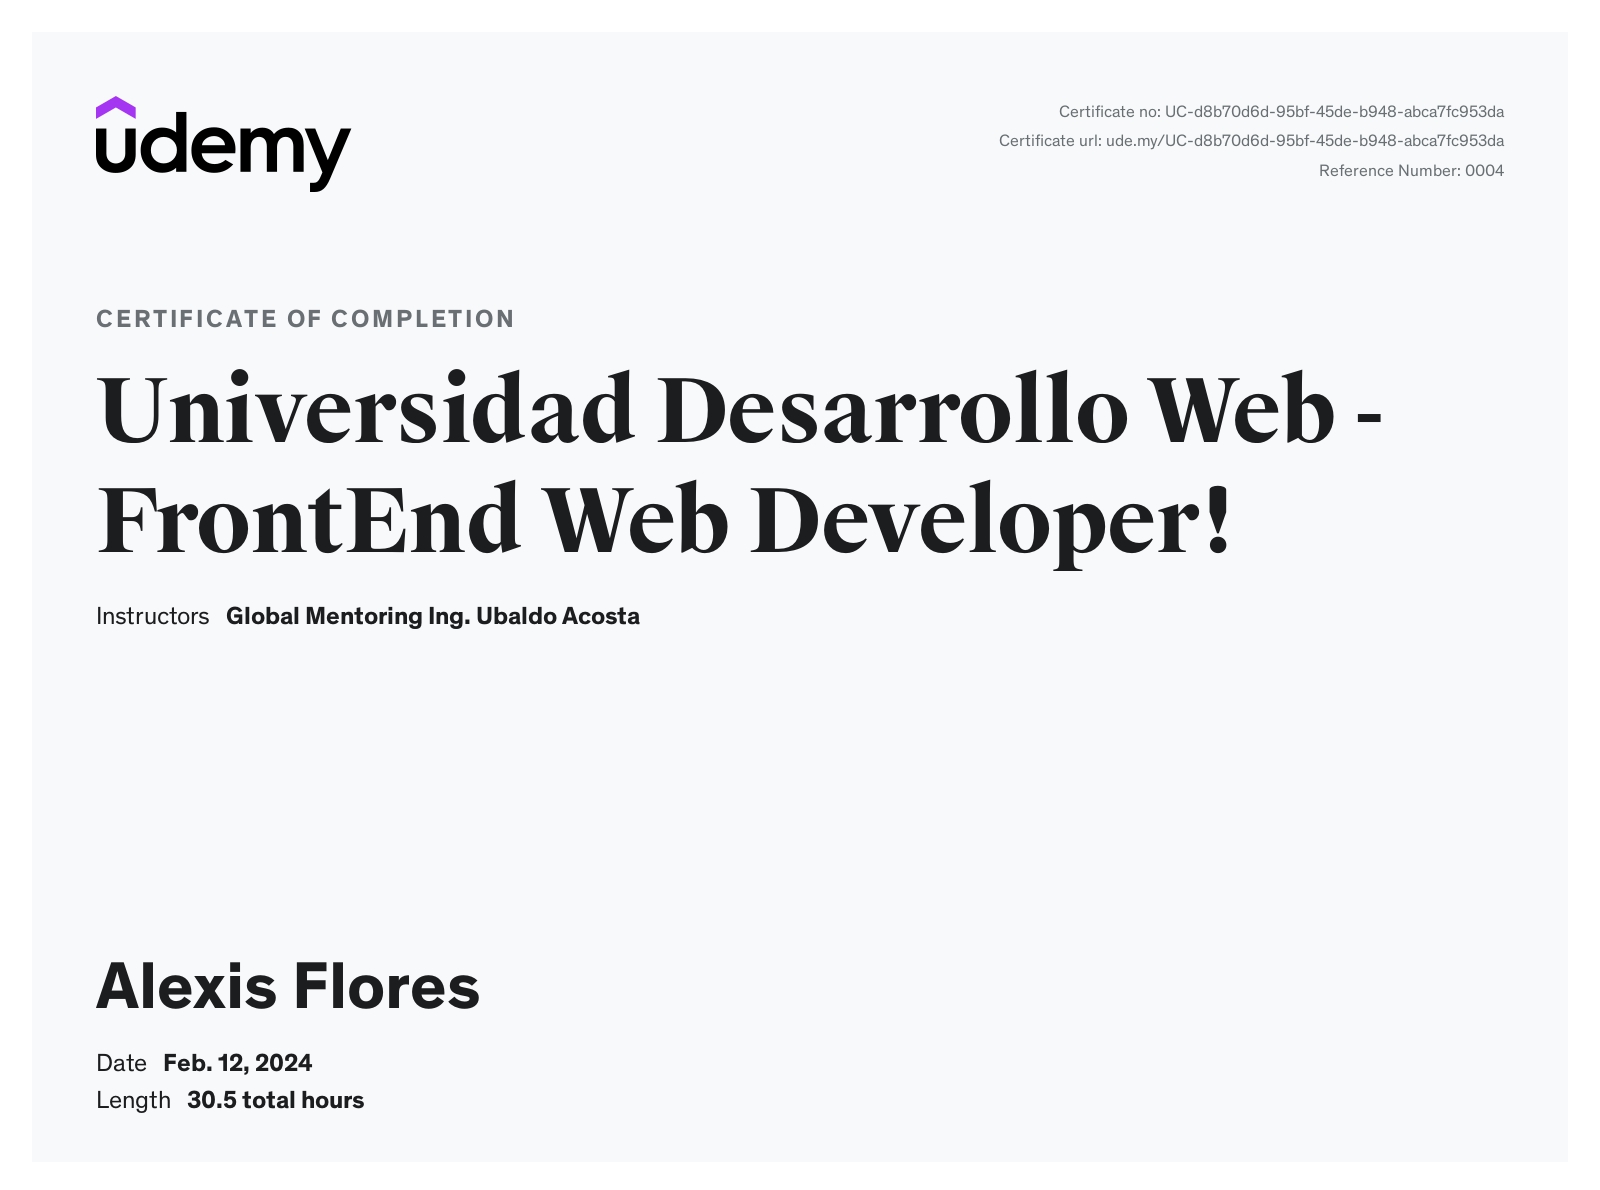 udemy
Certificate no: UC-d8b70d6d-95bf-45de-b948-abca7fc953da
Certificate url: ude.my/UC-d8b70d6d-95bf-45de-b948-abca7fc953da
Reference Number: 0004
CERTIFICATE OF COMPLETION
Universidad Desarrollo Web -
FrontEnd Web Developer!
Instructors Global Mentoring Ing. Ubaldo Acosta
Alexis Flores
Date Feb. 12, 2024
Length 30.5 total hours